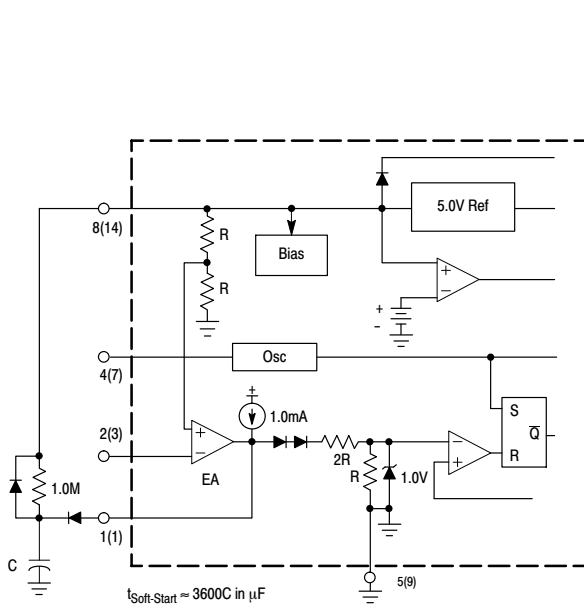 5.0V Ref
8(14)
R
Bias
R
+
−
+
−
Osc
4(7)
+
1.0mA
S
Q̅
R
2(3)
+
−
EA
2R
R
1.0V
−
+
1.0M
1(1)
C
5(9)
tSoft-Start ≈ 3600C in µF